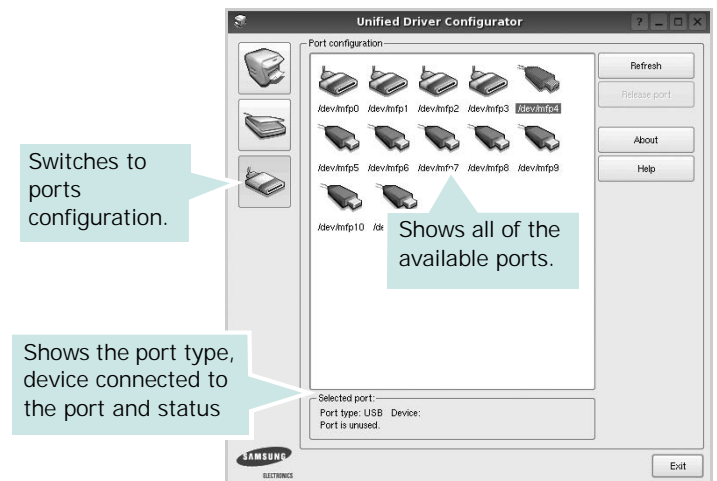 Unified Driver Configurator
Port configuration
/dev/mfp0 /dev/mfp1 /dev/mfp2 /dev/mfp3 /dev/mfp4
/dev/mfp5 /dev/mfp6 /dev/mfp7 /dev/mfp8 /dev/mfp9
/dev/mfp10
Refresh
Release port
About
Help
Switches to
ports
configuration.
Shows all of the
available ports.
Shows the port type,
device connected to
the port and status
Selected port:
Port type: USB Device:
Port is unused.
SAMSUNG
ELECTRONICS
Exit